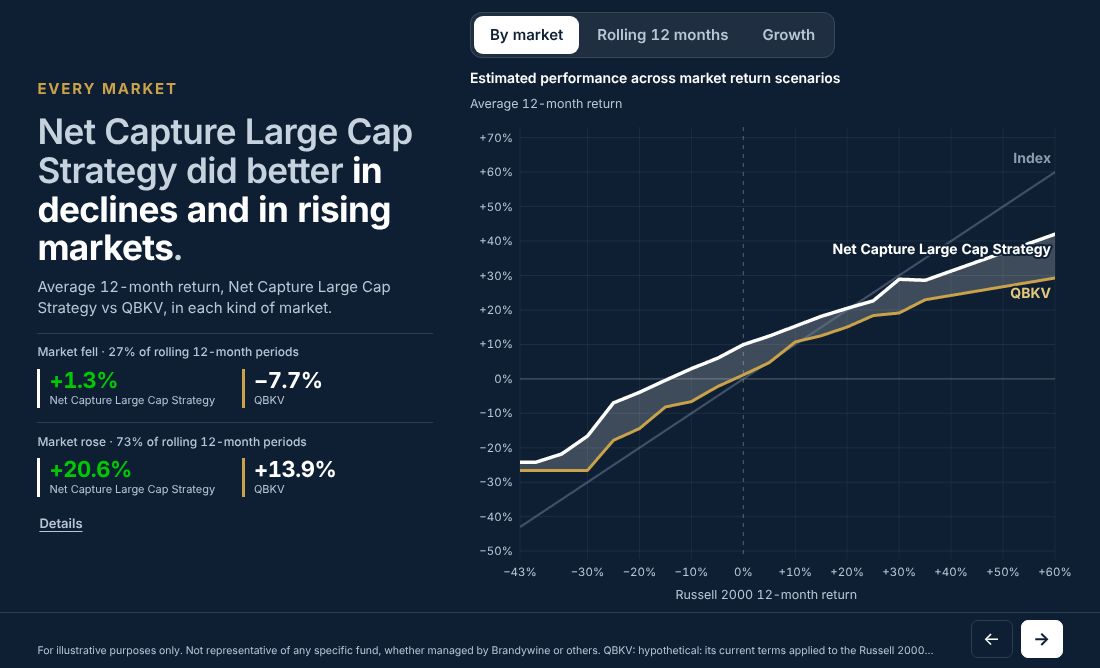 By market
Rolling 12 months
Growth
EVERY MARKET
Net Capture Large Cap
Strategy did better in
declines and in rising
markets.
Average 12-month return, Net Capture Large Cap
Strategy vs QBKV, in each kind of market.
Market fell · 27% of rolling 12-month periods
+1.3%
Net Capture Large Cap Strategy
−7.7%
QBKV
Market rose · 73% of rolling 12-month periods
+20.6%
Net Capture Large Cap Strategy
+13.9%
QBKV
Details
Estimated performance across market return scenarios
Average 12-month return
+70%
+60%
+50%
+40%
+30%
+20%
+10%
0%
−10%
−20%
−30%
−40%
−50%
Index
Net Capture Large Cap Strategy
QBKV
−43%
−30%
−20%
−10%
0%
+10%
+20%
+30%
+40%
+50%
+60%
Russell 2000 12-month return
For illustrative purposes only. Not representative of any specific fund, whether managed by Brandywine or others. QBKV: hypothetical: its current terms applied to the Russell 2000…